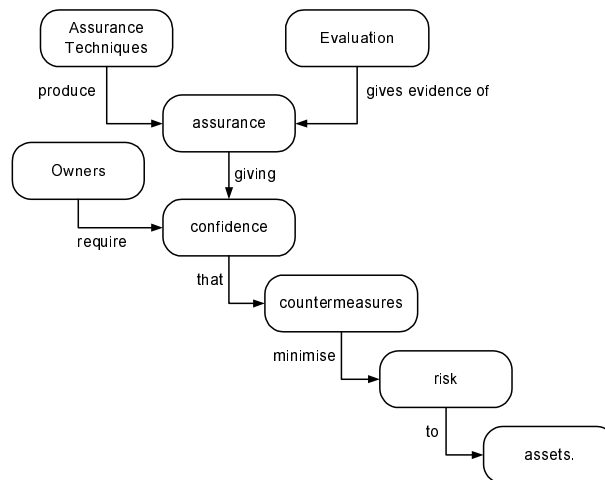 Assurance
Techniques
Evaluation
produce
gives evidence of
assurance
Owners
giving
require
confidence
that
countermeasures
minimise
risk
to
assets.